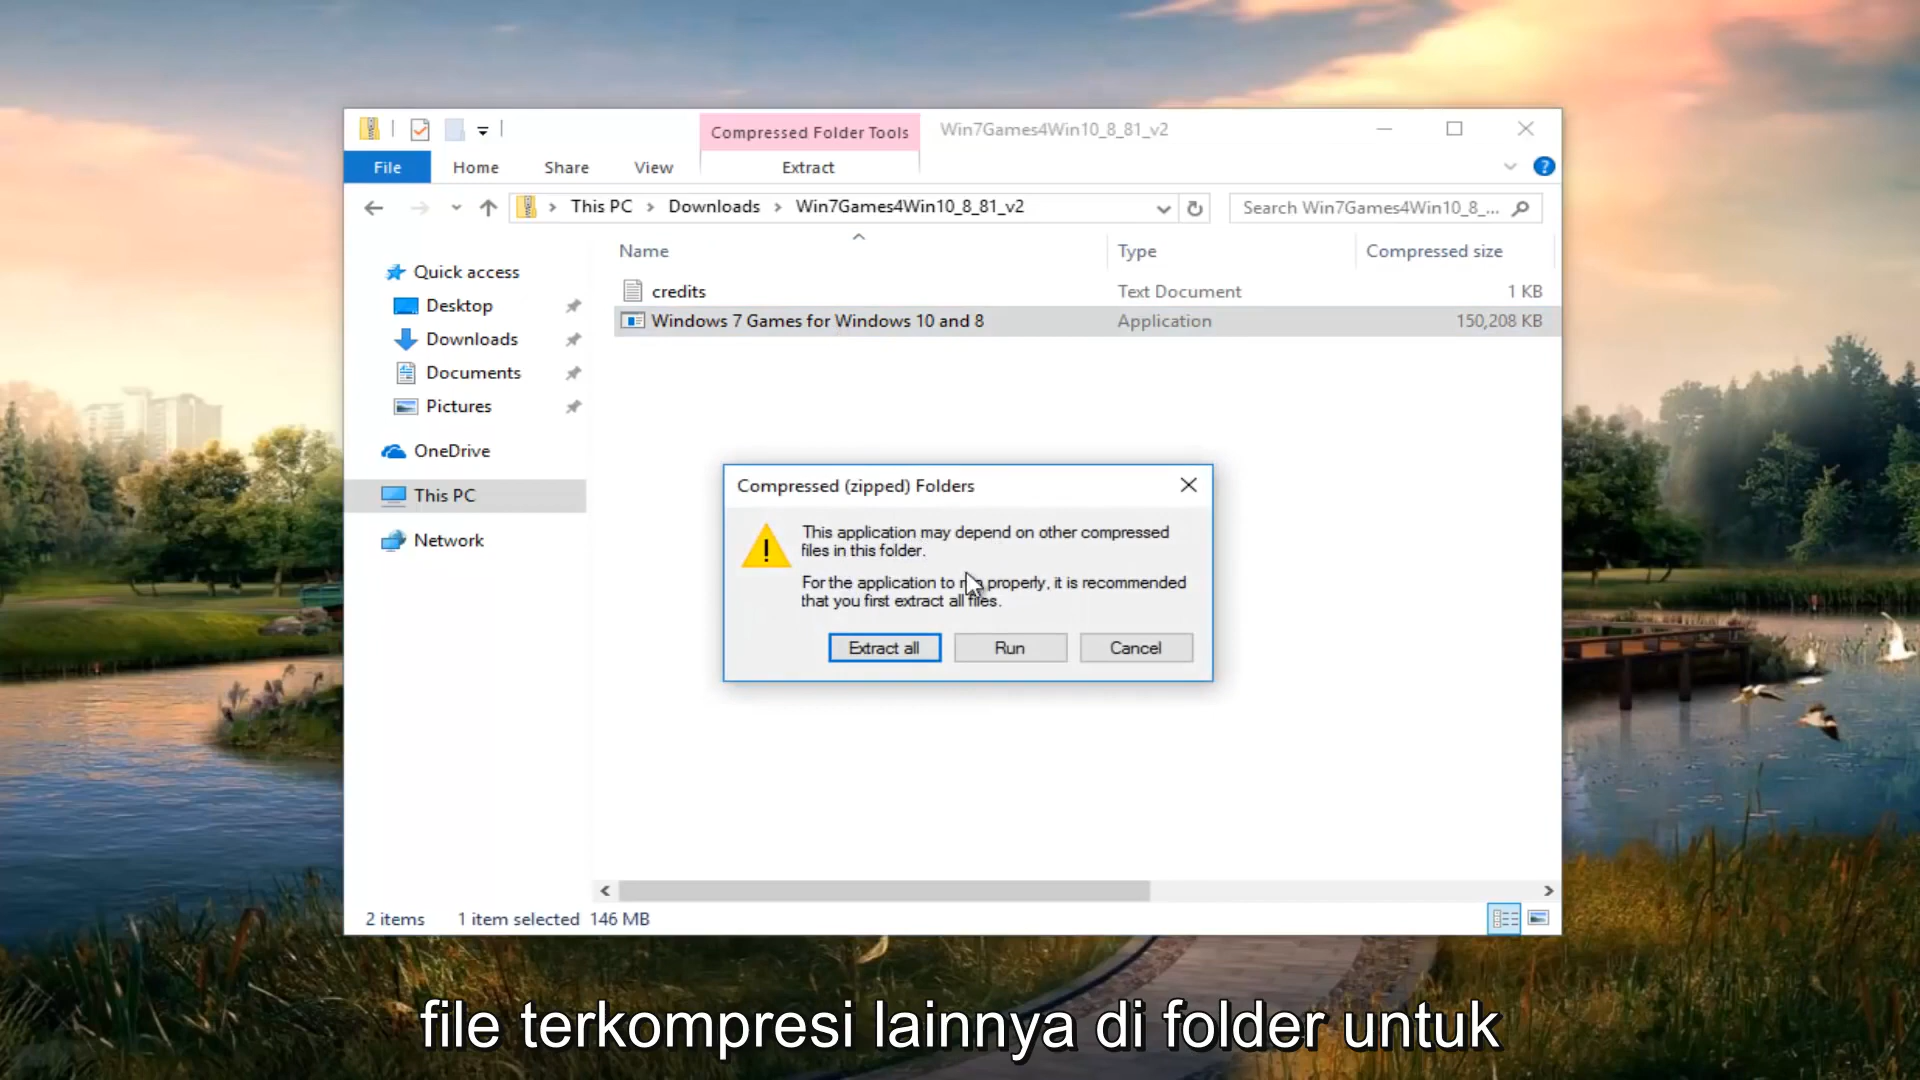 Compressed Folder Tools
Win7Games4Win10_8_81_v2
File
Home
Share
View
Extract
?
This PC
Downloads
Win7Games4Win10_8_81_v2
Search Win7Games4Win10_8_...
Name
Type
Compressed size
Quick access
Desktop
Downloads
Documents
Pictures
OneDrive
This PC
Network
credits
Text Document
1 KB
Windows 7 Games for Windows 10 and 8
Application
150,208 KB
Compressed (zipped) Folders
This application may depend on other compressed
files in this folder.
For the application to run properly, it is recommended
that you first extract all files.
Extract all
Run
Cancel
2 items
1 item selected
146 MB
file terkompresi lainnya di folder untuk